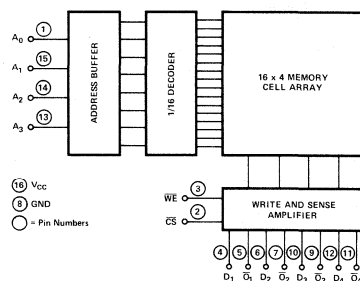 A0 1
A1 15
A2 14
A3 13
ADDRESS BUFFER
1/16 DECODER
16 x 4 MEMORY
CELL ARRAY
16 VCC
8 GND
= Pin Numbers
WE 3
CS 2
WRITE AND SENSE
AMPLIFIER
4 5 6 7 10 9 12 11
D1 O1 D2 O2 D3 O3 D4 O4